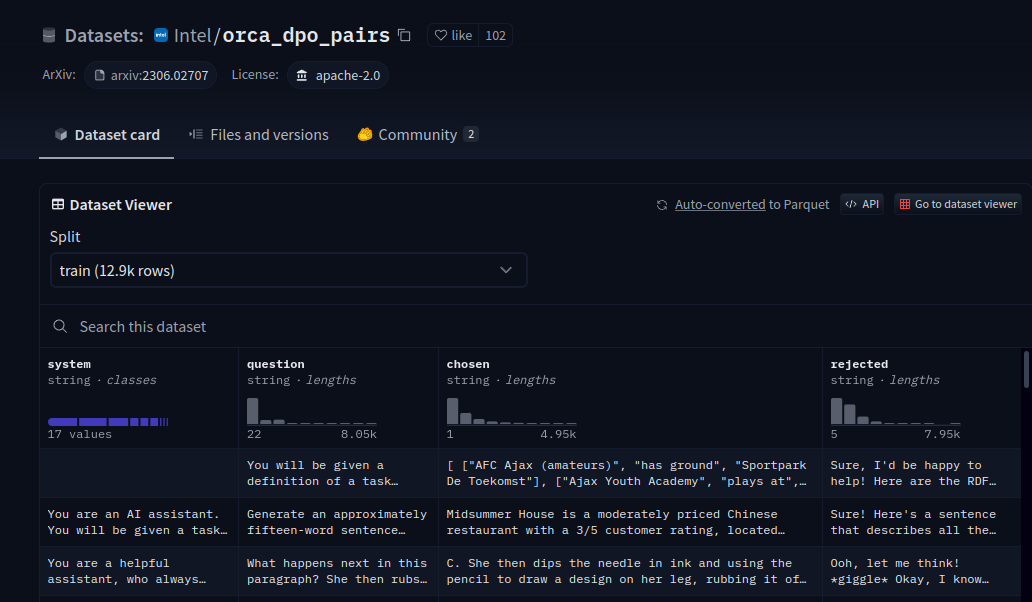 Datasets: intel Intel/orca_dpo_pairs like 102
ArXiv: arxiv:2306.02707 License: apache-2.0
Dataset card Files and versions Community 2
Dataset Viewer Auto-converted to Parquet </> API Go to dataset viewer
Split
train (12.9k rows)
Search this dataset
system question chosen rejected
string · classes string · lengths string · lengths string · lengths
17 values 22 8.05k 1 4.95k 5 7.95k
You will be given a [ ["AFC Ajax (amateurs)", "has ground", "Sportpark Sure, I'd be happy to
definition of a task… De Toekomst"], ["Ajax Youth Academy", "plays at",… help! Here are the RDF…
You are an AI assistant. Generate an approximately Midsummer House is a moderately priced Chinese Sure! Here's a sentence
You will be given a task… fifteen-word sentence… restaurant with a 3/5 customer rating, located… that describes all the…
You are a helpful What happens next in this C. She then dips the needle in ink and using the Ooh, let me think!
assistant, who always… paragraph? She then rubs… pencil to draw a design on her leg, rubbing it of… *giggle* Okay, I know…